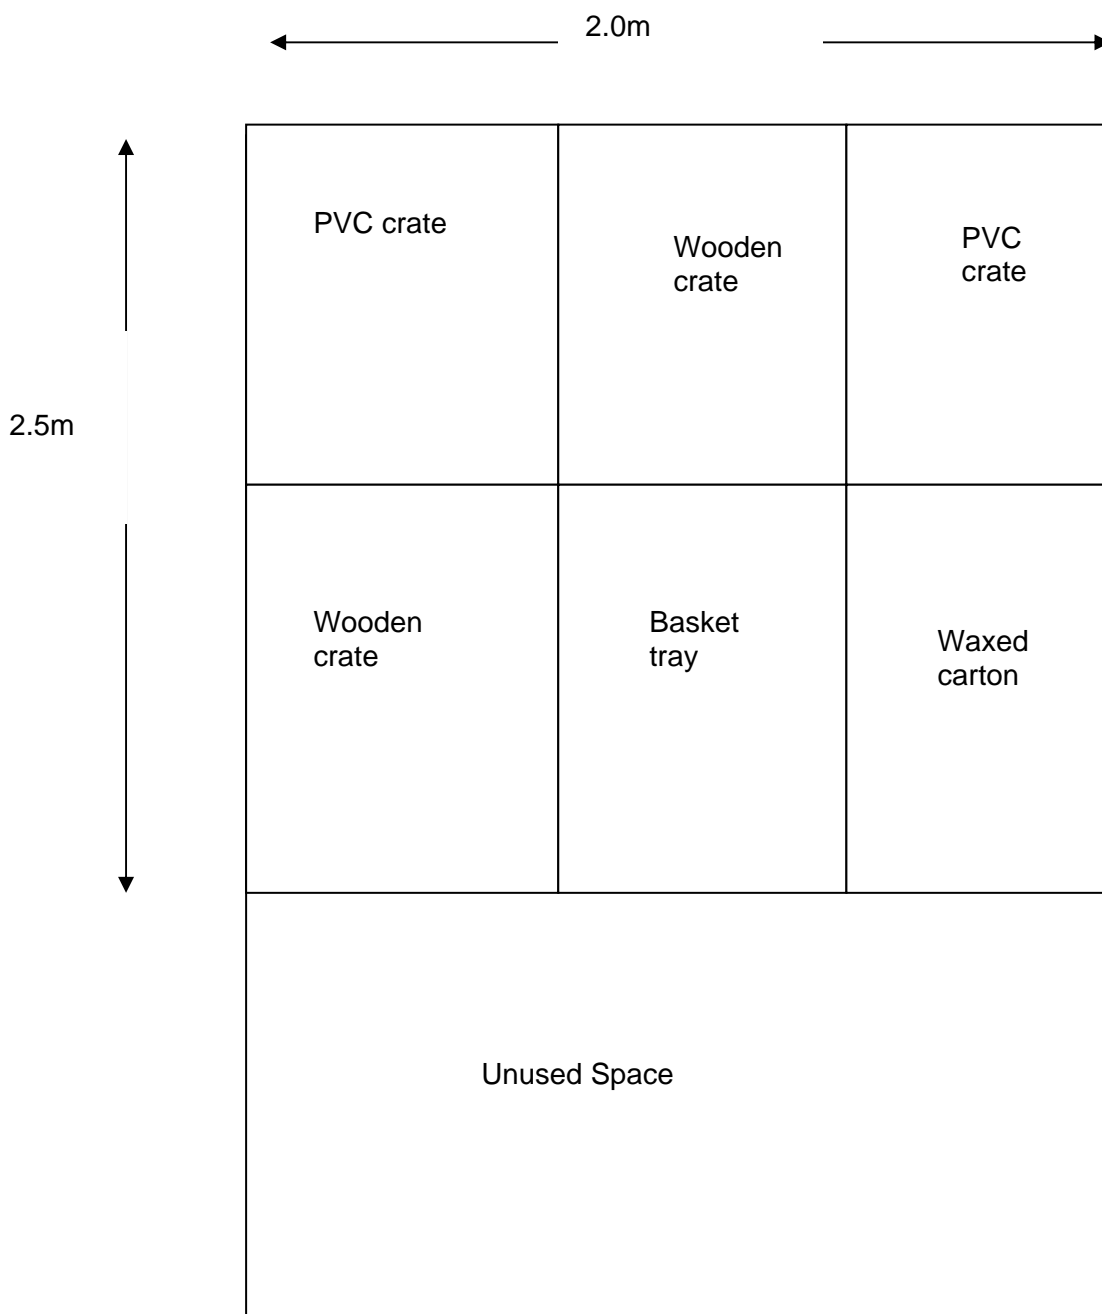 2.0m
PVC crate
Wooden
crate
PVC
crate
2.5m
Wooden
crate
Basket
tray
Waxed
carton
Unused Space